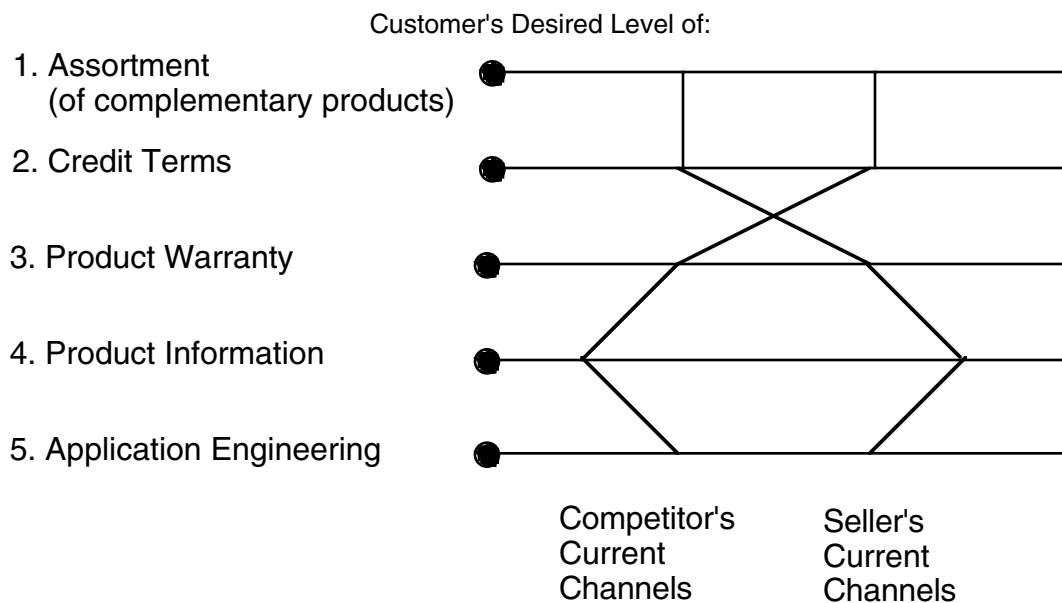 Customer's Desired Level of:
1. Assortment
(of complementary products)
2. Credit Terms
3. Product Warranty
4. Product Information
5. Application Engineering
Competitor's
Current
Channels
Seller's
Current
Channels